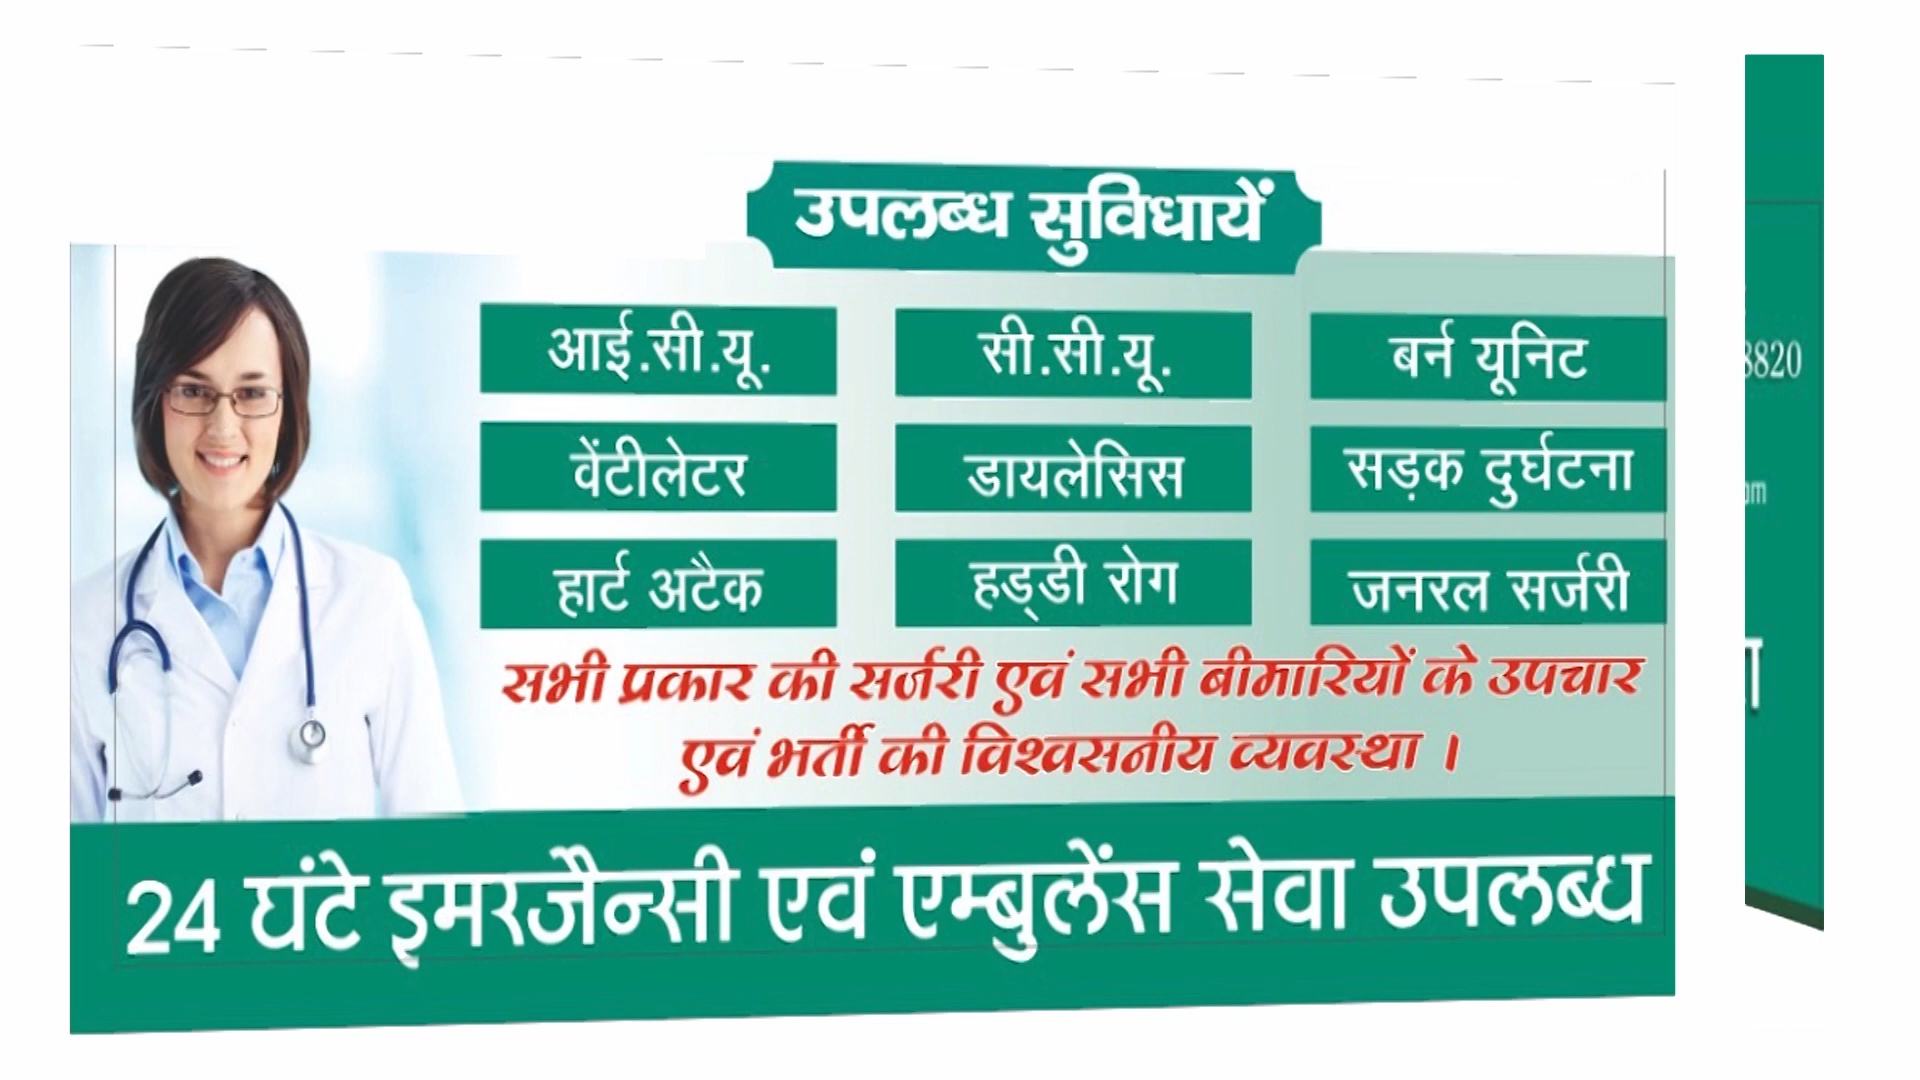 उपलब्ध सुविधायें
आई.सी.यू. सी.सी.यू. बर्न यूनिट
वेंटीलेटर डायलेसिस सड़क दुर्घटना
हार्ट अटैक हड्डी रोग जनरल सर्जरी
सभी प्रकार की सर्जरी एवं सभी बीमारियों के उपचार
एवं भर्ती की विश्वसनीय व्यवस्था ।
24 घंटे इमरजैन्सी एवं एम्बुलेंस सेवा उपलब्ध
8820